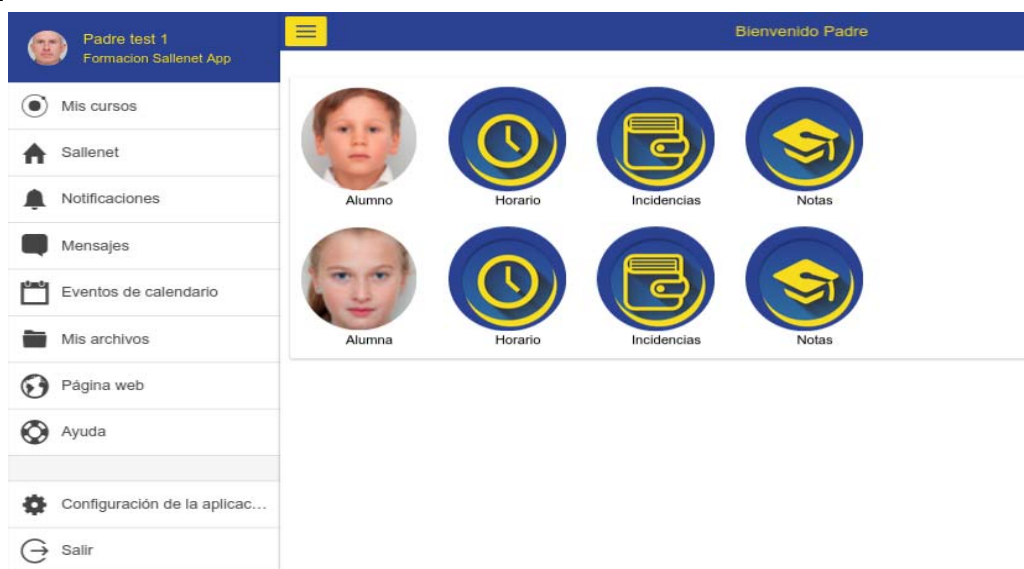 Padre test 1
Formacion Sallenet App
Bienvenido Padre
Mis cursos
Sallenet
Notificaciones
Mensajes
Eventos de calendario
Mis archivos
Página web
Ayuda
Configuración de la aplicac...
Salir
Alumno Horario Incidencias Notas
Alumna Horario Incidencias Notas